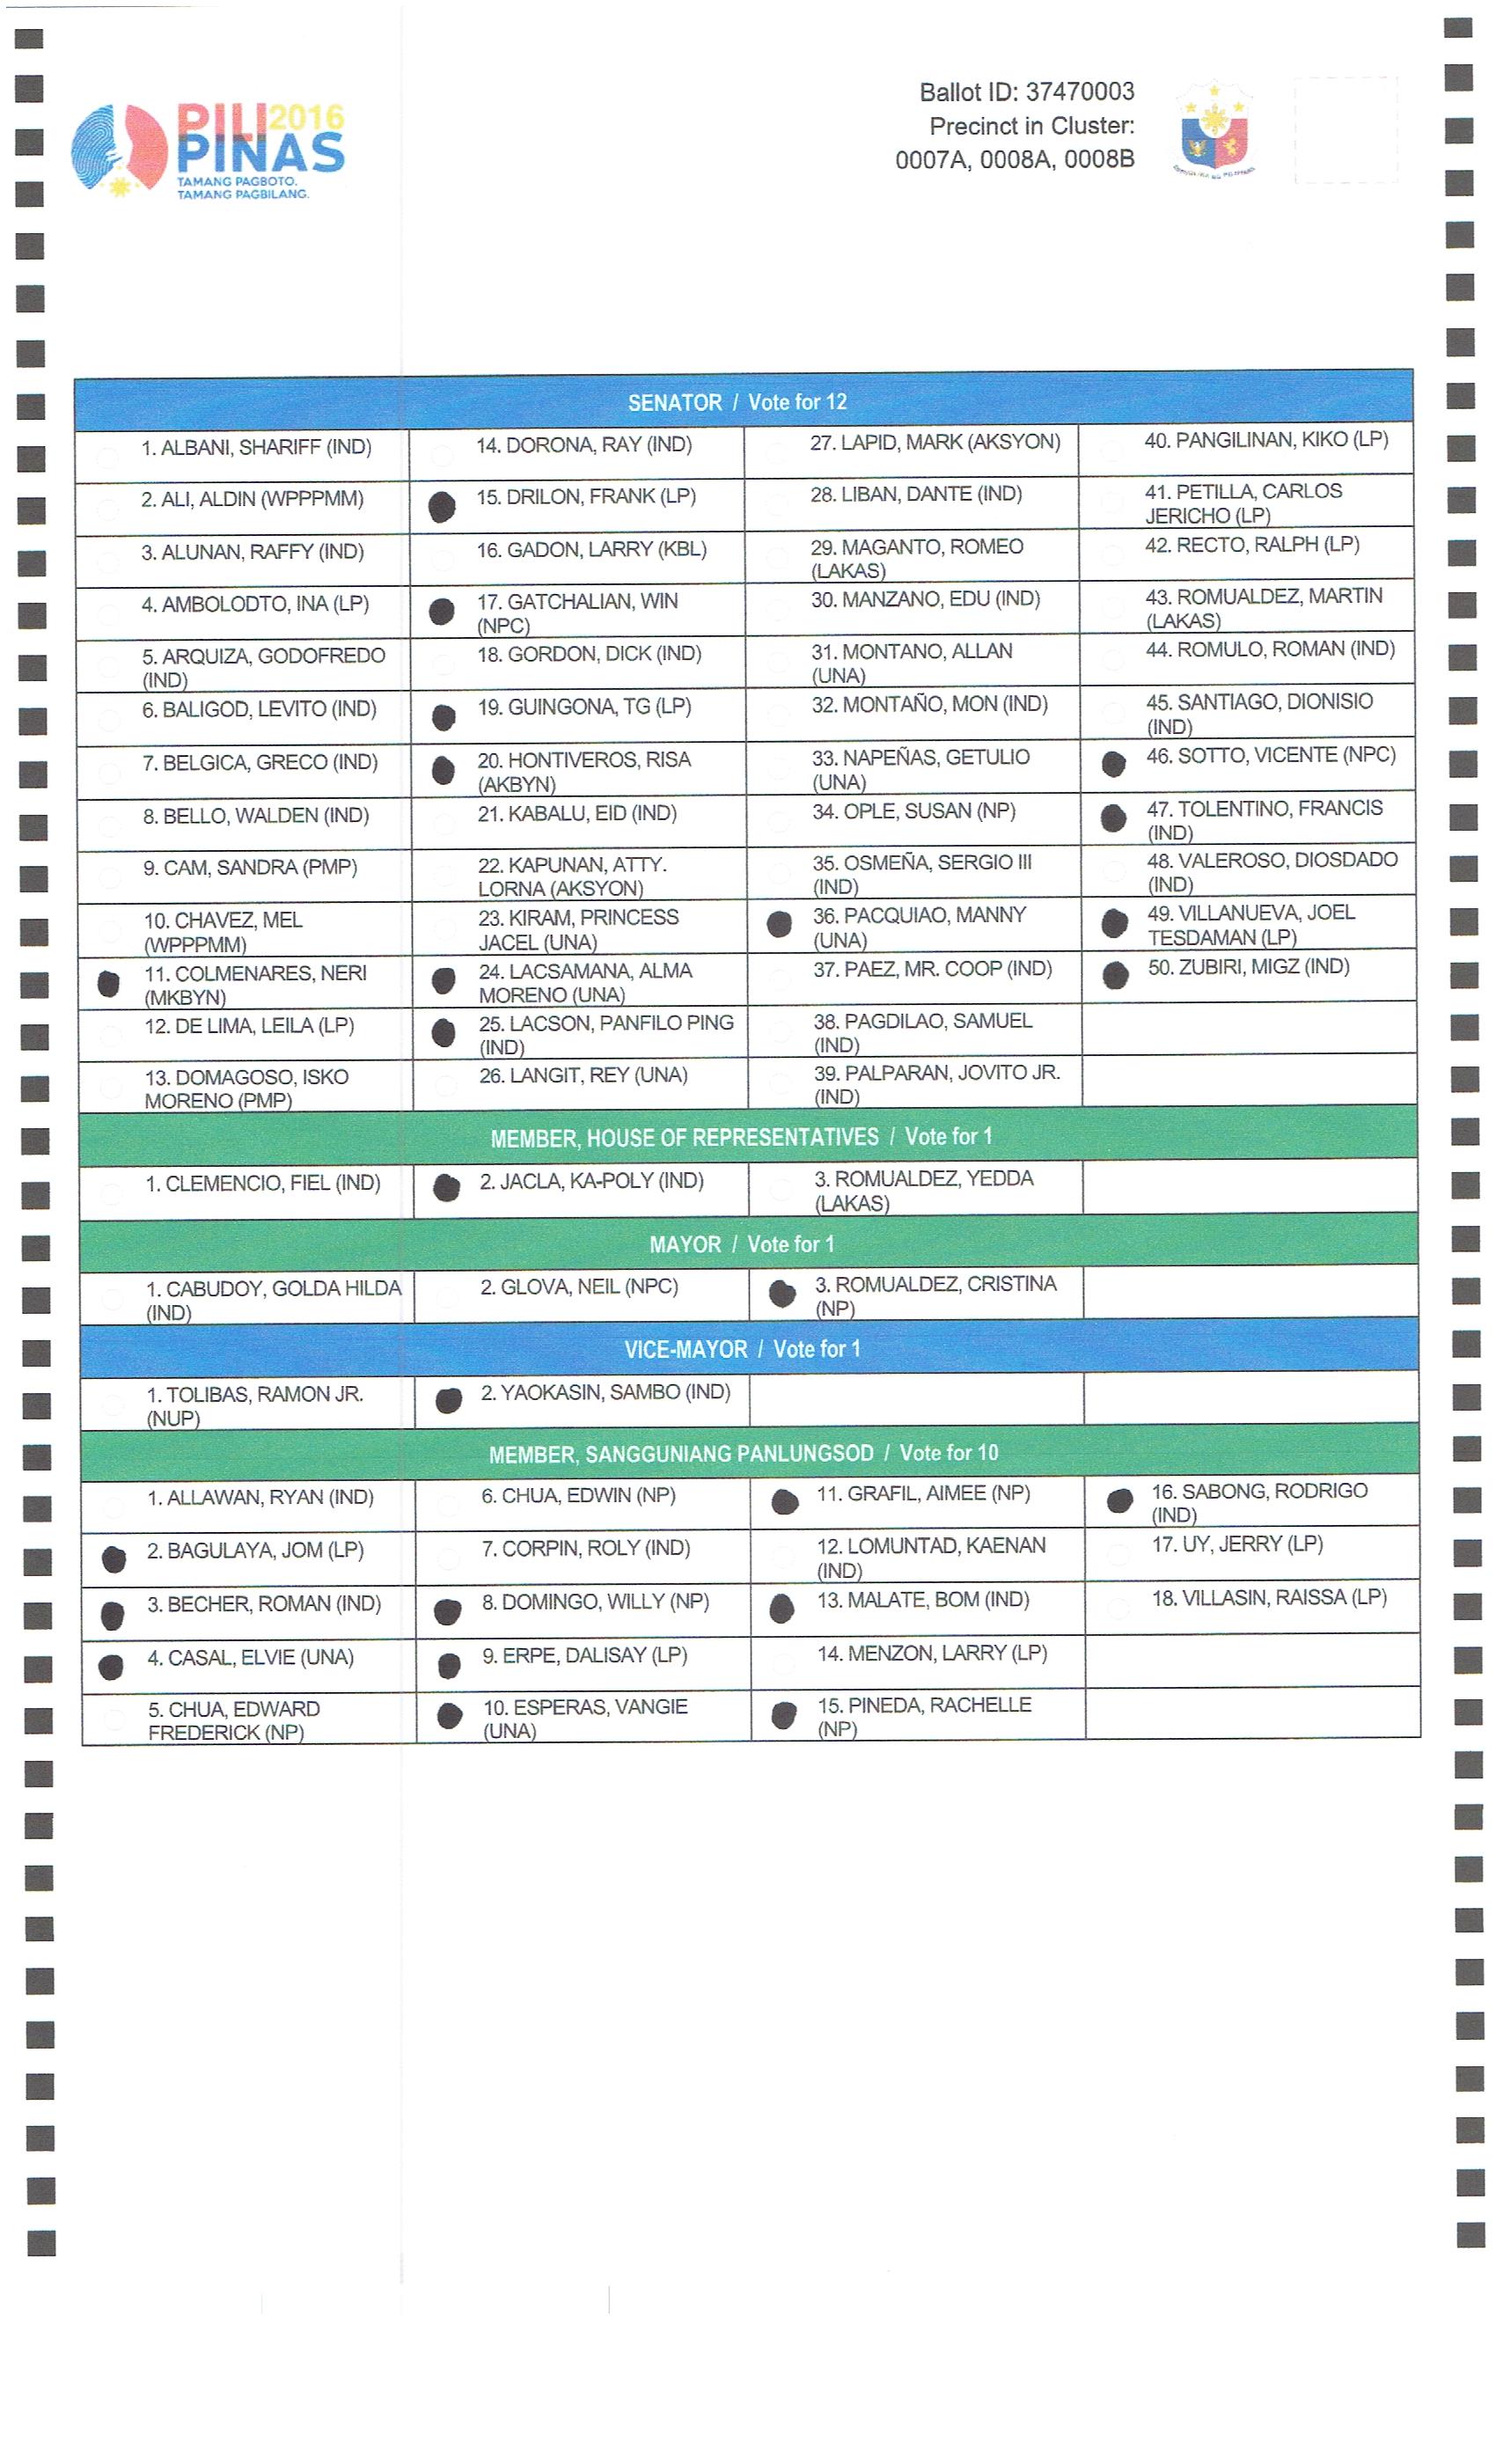 PILI 2016
PINAS
TAMANG PAGBOTO.
TAMANG PAGBILANG.
Ballot ID: 37470003
Precinct in Cluster:
0007A, 0008A, 0008B
SENATOR / Vote for 12
1. ALBANI, SHARIFF (IND)
2. ALI, ALDIN (WPPPMM)
3. ALUNAN, RAFFY (IND)
4. AMBOLODTO, INA (LP)
5. ARQUIZA, GODOFREDO
(IND)
6. BALIGOD, LEVITO (IND)
7. BELGICA, GRECO (IND)
8. BELLO, WALDEN (IND)
9. CAM, SANDRA (PMP)
10. CHAVEZ, MEL
(WPPPMM)
11. COLMENARES, NERI
(MKBYN)
12. DE LIMA, LEILA (LP)
13. DOMAGOSO, ISKO
MORENO (PMP)
14. DORONA, RAY (IND)
15. DRILON, FRANK (LP)
16. GADON, LARRY (KBL)
17. GATCHALIAN, WIN
(NPC)
18. GORDON, DICK (IND)
19. GUINGONA, TG (LP)
20. HONTIVEROS, RISA
(AKBYN)
21. KABALU, EID (IND)
22. KAPUNAN, ATTY.
LORNA (AKSYON)
23. KIRAM, PRINCESS
JACEL (UNA)
24. LACSAMANA, ALMA
MORENO (UNA)
25. LACSON, PANFILO PING
(IND)
26. LANGIT, REY (UNA)
27. LAPID, MARK (AKSYON)
28. LIBAN, DANTE (IND)
29. MAGANTO, ROMEO
(LAKAS)
30. MANZANO, EDU (IND)
31. MONTANO, ALLAN
(UNA)
32. MONTAÑO, MON (IND)
33. NAPEÑAS, GETULIO
(UNA)
34. OPLE, SUSAN (NP)
35. OSMEÑA, SERGIO III
(IND)
36. PACQUIAO, MANNY
(UNA)
37. PAEZ, MR. COOP (IND)
38. PAGDILAO, SAMUEL
(IND)
39. PALPARAN, JOVITO JR.
(IND)
40. PANGILINAN, KIKO (LP)
41. PETILLA, CARLOS
JERICHO (LP)
42. RECTO, RALPH (LP)
43. ROMUALDEZ, MARTIN
(LAKAS)
44. ROMULO, ROMAN (IND)
45. SANTIAGO, DIONISIO
(IND)
46. SOTTO, VICENTE (NPC)
47. TOLENTINO, FRANCIS
(IND)
48. VALEROSO, DIOSDADO
(IND)
49. VILLANUEVA, JOEL
TESDAMAN (LP)
50. ZUBIRI, MIGZ (IND)
MEMBER, HOUSE OF REPRESENTATIVES / Vote for 1
1. CLEMENCIO, FIEL (IND)
2. JACLA, KA-POLY (IND)
3. ROMUALDEZ, YEDDA
(LAKAS)
MAYOR / Vote for 1
1. CABUDOY, GOLDA HILDA
(IND)
2. GLOVA, NEIL (NPC)
3. ROMUALDEZ, CRISTINA
(NP)
VICE-MAYOR / Vote for 1
1. TOLIBAS, RAMON JR.
(NUP)
2. YAOKASIN, SAMBO (IND)
MEMBER, SANGGUNIANG PANLUNGSOD / Vote for 10
1. ALLAWAN, RYAN (IND)
2. BAGULAYA, JOM (LP)
3. BECHER, ROMAN (IND)
4. CASAL, ELVIE (UNA)
5. CHUA, EDWARD
FREDERICK (NP)
6. CHUA, EDWIN (NP)
7. CORPIN, ROLY (IND)
8. DOMINGO, WILLY (NP)
9. ERPE, DALISAY (LP)
10. ESPERAS, VANGIE
(UNA)
11. GRAFIL, AIMEE (NP)
12. LOMUNTAD, KAENAN
(IND)
13. MALATE, BOM (IND)
14. MENZON, LARRY (LP)
15. PINEDA, RACHELLE
(NP)
16. SABONG, RODRIGO
(IND)
17. UY, JERRY (LP)
18. VILLASIN, RAISSA (LP)